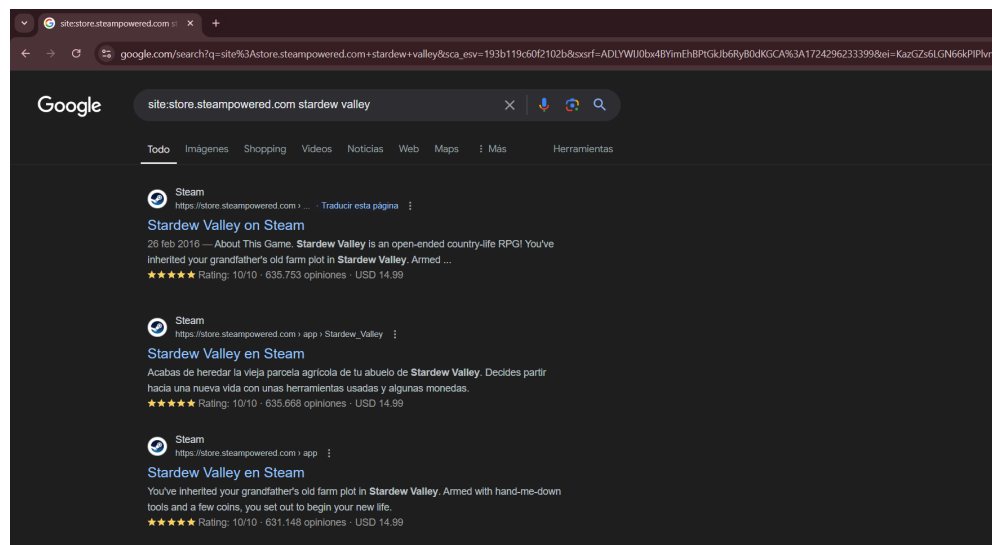 site:store.steampowered.com st
google.com/search?q=site%3Astore.steampowered.com+stardew+valley&sca_esv=193b119c60f2102b&sxsrf=ADLYWIJ0bx4BYimEhBPtGkJb6RyB0dKGCA%3A1724296233399&ei=KazGZs6LGN66kPIPlvr
Google
site:store.steampowered.com stardew valley
Todo Imágenes Shopping Videos Noticias Web Maps Más Herramientas
Steam
https://store.steampowered.com › ... · Traducir esta página
Stardew Valley on Steam
26 feb 2016 — About This Game. Stardew Valley is an open-ended country-life RPG! You've
inherited your grandfather's old farm plot in Stardew Valley. Armed ...
Rating: 10/10 · 635.753 opiniones · USD 14.99
Steam
https://store.steampowered.com › app › Stardew_Valley
Stardew Valley en Steam
Acabas de heredar la vieja parcela agrícola de tu abuelo de Stardew Valley. Decides partir
hacia una nueva vida con unas herramientas usadas y algunas monedas.
Rating: 10/10 · 635.668 opiniones · USD 14.99
Steam
https://store.steampowered.com › app
Stardew Valley en Steam
You've inherited your grandfather's old farm plot in Stardew Valley. Armed with hand-me-down
tools and a few coins, you set out to begin your new life.
Rating: 10/10 · 631.148 opiniones · USD 14.99